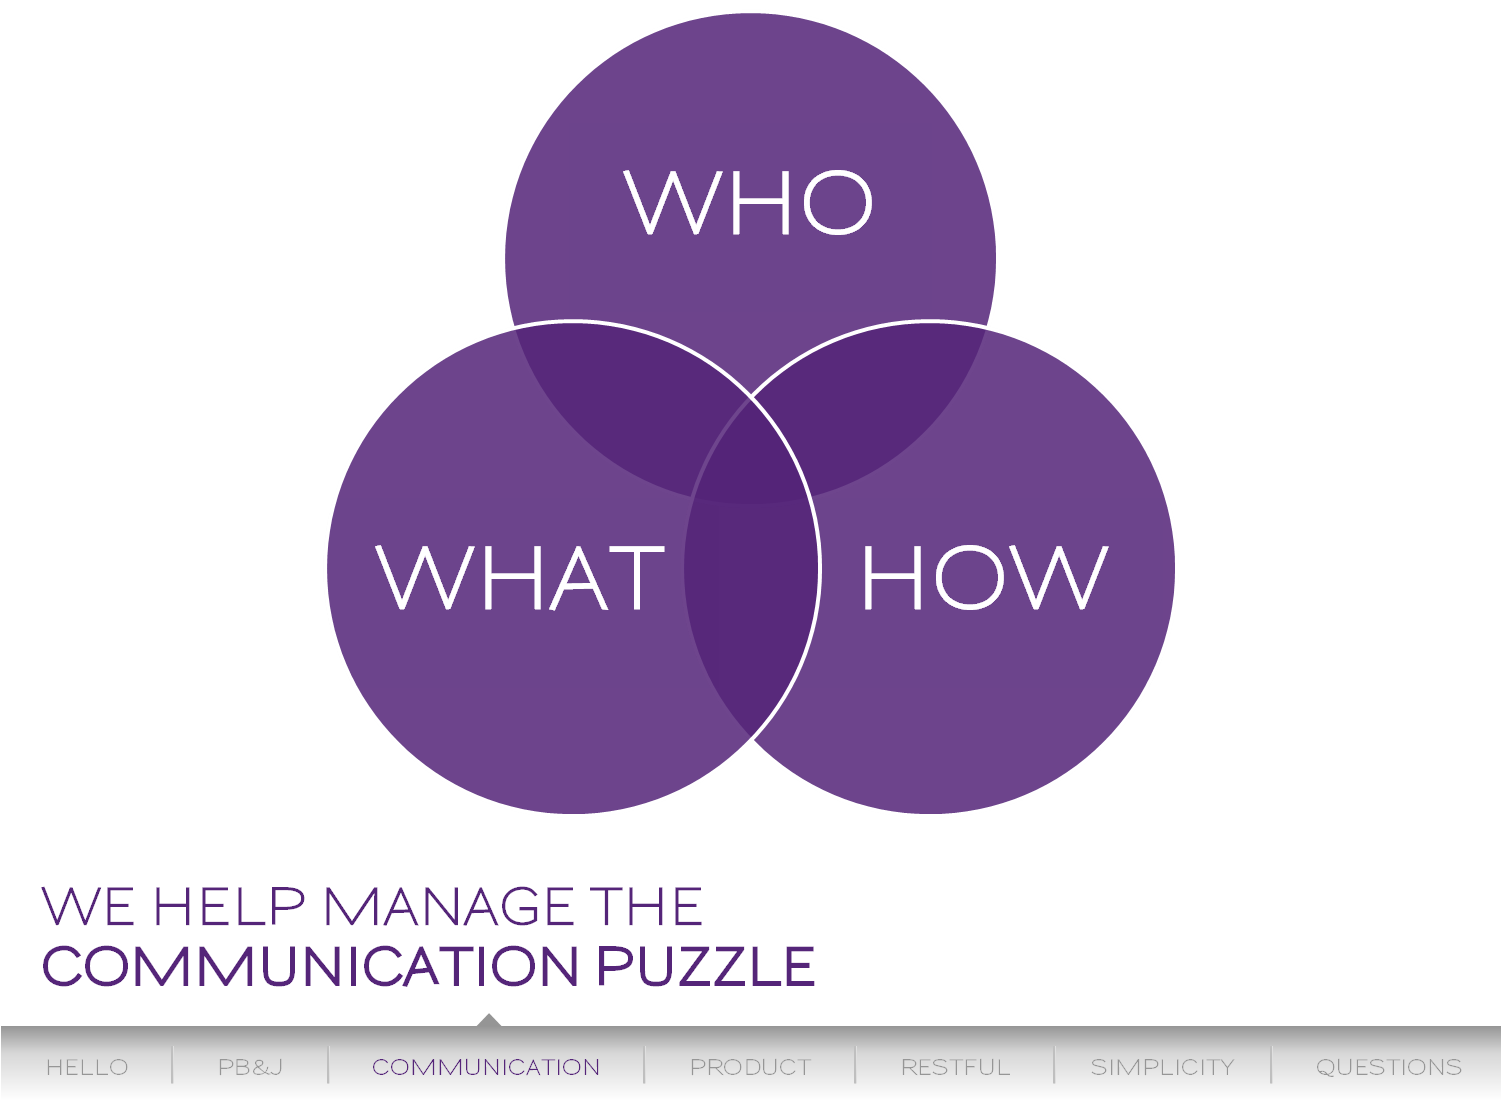 WHO
WHAT
HOW
WE HELP MANAGE THE
COMMUNICATION PUZZLE
HELLO
PB&J
COMMUNICATION
PRODUCT
RESTFUL
SIMPLICITY
QUESTIONS